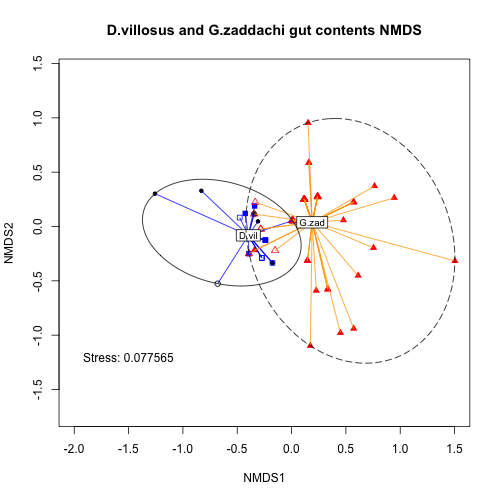 D.villosus and G.zaddachi gut contents NMDS
1.5
1.0
0.5
0.0
-0.5
-1.0
-1.5
NMDS2
G.zad
D.vil
Stress: 0.077565
-2.0 -1.5 -1.0 -0.5 0.0 0.5 1.0 1.5
NMDS1